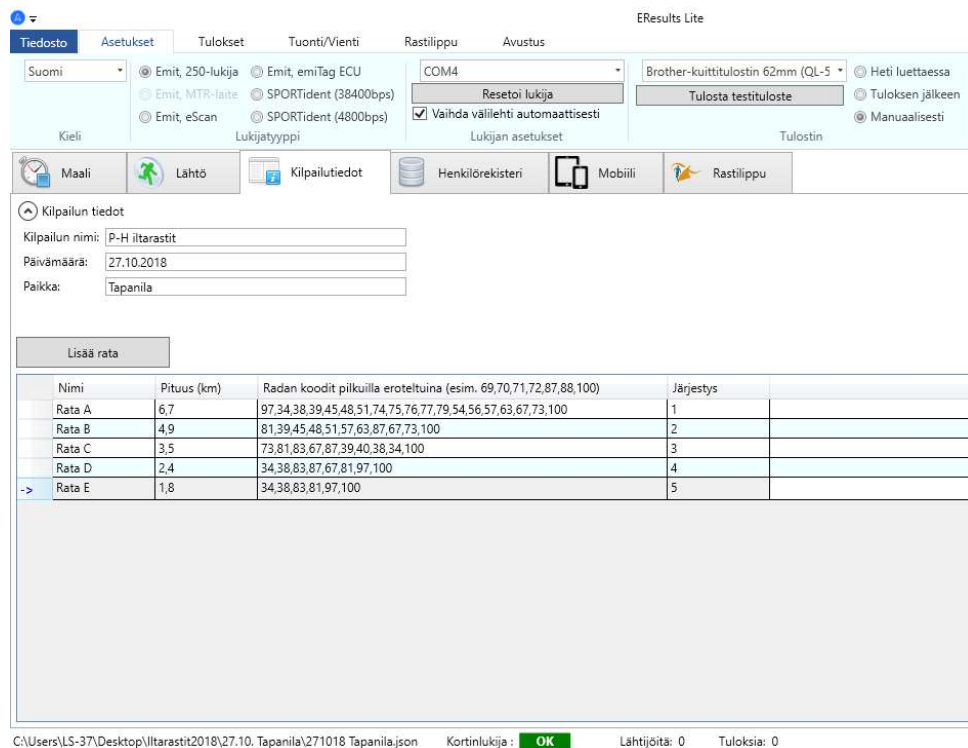 EResults Lite
Tiedosto Asetukset Tulokset Tuonti/Vienti Rastilippu Avustus
Suomi Emit, 250-lukija Emit, emiTag ECU COM4 Brother-kuittitulostin 62mm (QL-5 Heti luettaessa
Emit, MTR-laite SPORTident (38400bps) Resetoi lukija Tulosta testituloste Tuloksen jälkeen
Emit, eScan SPORTident (4800bps) Vaihda välilehti automaattisesti Manuaalisesti
Kieli Lukijatyyppi Lukijan asetukset Tulostin
Maali Lähtö Kilpailutiedot Henkilörekisteri Mobiili Rastilippu
Kilpailun tiedot
Kilpailun nimi: P-H iltarastit
Päivämäärä: 27.10.2018
Paikka: Tapanila
Lisää rata
Nimi Pituus (km) Radan koodit pilkuilla eroteltuina (esim. 69,70,71,72,87,88,100) Järjestys
Rata A 6,7 97,34,38,39,45,48,51,74,75,76,77,79,54,56,57,63,67,73,100 1
Rata B 4,9 81,39,45,48,51,57,63,87,67,73,100 2
Rata C 3,5 73,81,83,67,87,39,40,38,34,100 3
Rata D 2,4 34,38,83,87,67,81,97,100 4
-> Rata E 1,8 34,38,83,81,97,100 5
C:\Users\LS-37\Desktop\Iltarastit2018\27.10. Tapanila\271018 Tapanila.json Kortinlukija : OK Lähtijöitä: 0 Tuloksia: 0